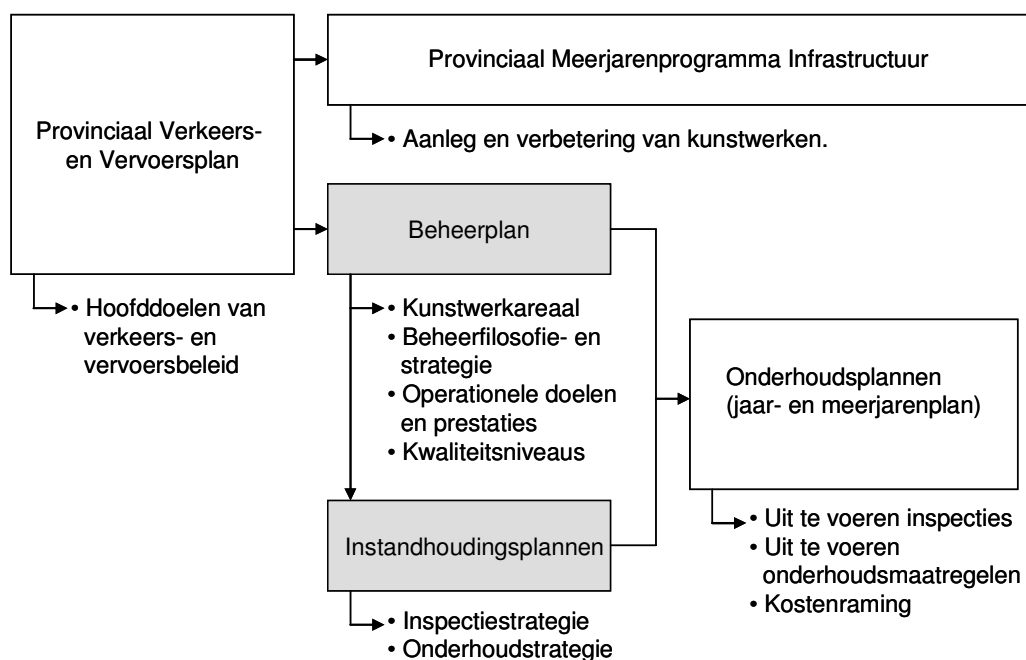 Provinciaal Meerjarenprogramma Infrastructuur
Provinciaal Verkeers-
en Vervoersplan
• Aanleg en verbetering van kunstwerken.
Beheerplan
• Hoofddoelen van
verkeers- en
vervoersbeleid
• Kunstwerkareaal
• Beheerfilosofie- en
strategie
• Operationele doelen
en prestaties
• Kwaliteitsniveaus
Onderhoudsplannen
(jaar- en meerjarenplan)
Instandhoudingsplannen
• Uit te voeren inspecties
• Uit te voeren
onderhoudsmaatregelen
• Kostenraming
• Inspectiestrategie
• Onderhoudstrategie